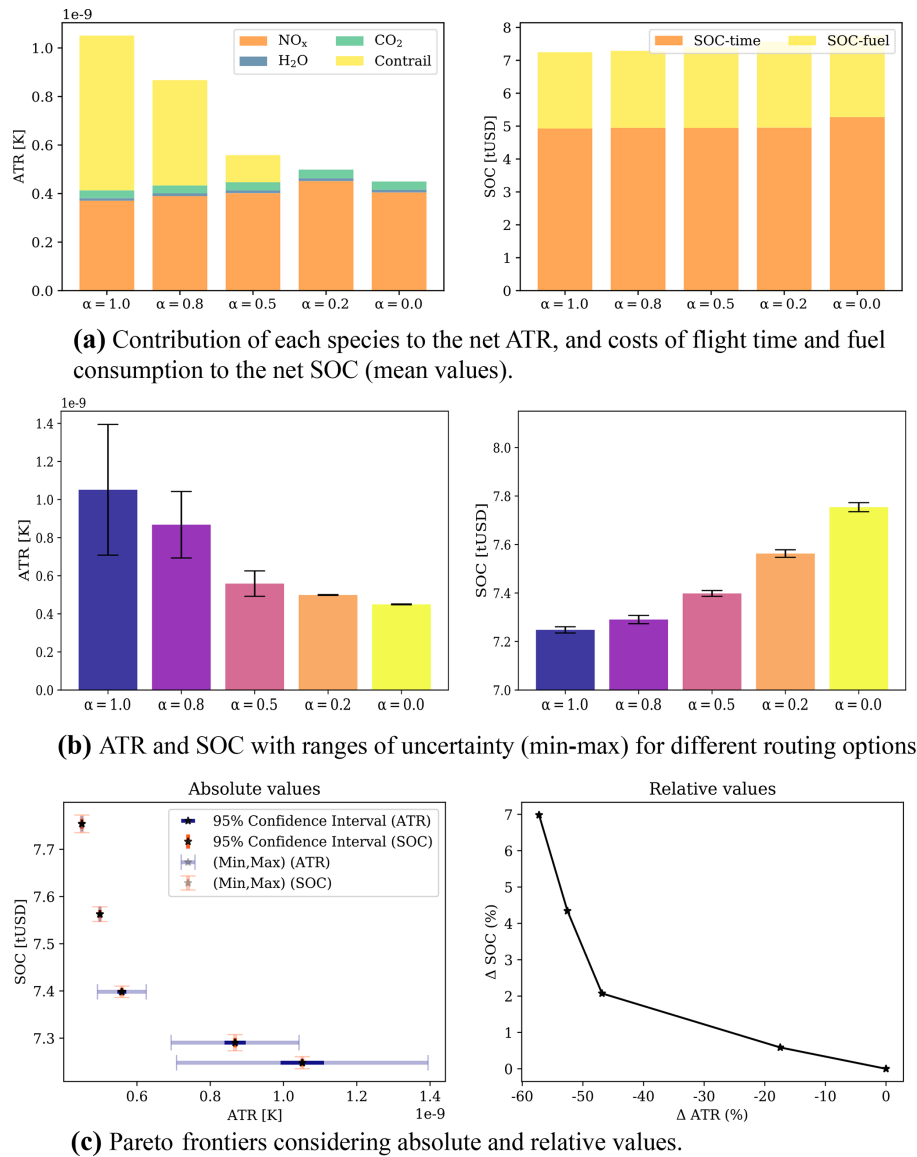 1e-9
ATR [K]
1.0
0.8
0.6
0.4
0.2
0.0
NOₓ
H₂O
CO₂
Contrail
α = 1.0
α = 0.8
α = 0.5
α = 0.2
α = 0.0
SOC [tUSD]
8
7
6
5
4
3
2
1
0
SOC-time
SOC-fuel
α = 1.0
α = 0.8
α = 0.5
α = 0.2
α = 0.0
(a) Contribution of each species to the net ATR, and costs of flight time and fuel
consumption to the net SOC (mean values).
1e-9
ATR [K]
1.4
1.2
1.0
0.8
0.6
0.4
0.2
0.0
α = 1.0
α = 0.8
α = 0.5
α = 0.2
α = 0.0
SOC [tUSD]
8.0
7.8
7.6
7.4
7.2
7.0
α = 1.0
α = 0.8
α = 0.5
α = 0.2
α = 0.0
(b) ATR and SOC with ranges of uncertainty (min-max) for different routing options
Absolute values
SOC [tUSD]
7.7
7.6
7.5
7.4
7.3
95% Confidence Interval (ATR)
95% Confidence Interval (SOC)
(Min,Max) (ATR)
(Min,Max) (SOC)
0.6
0.8
1.0
1.2
1.4
ATR [K]
1e-9
Relative values
Δ SOC (%)
7
6
5
4
3
2
1
0
-60
-50
-40
-30
-20
-10
0
Δ ATR (%)
(c) Pareto frontiers considering absolute and relative values.